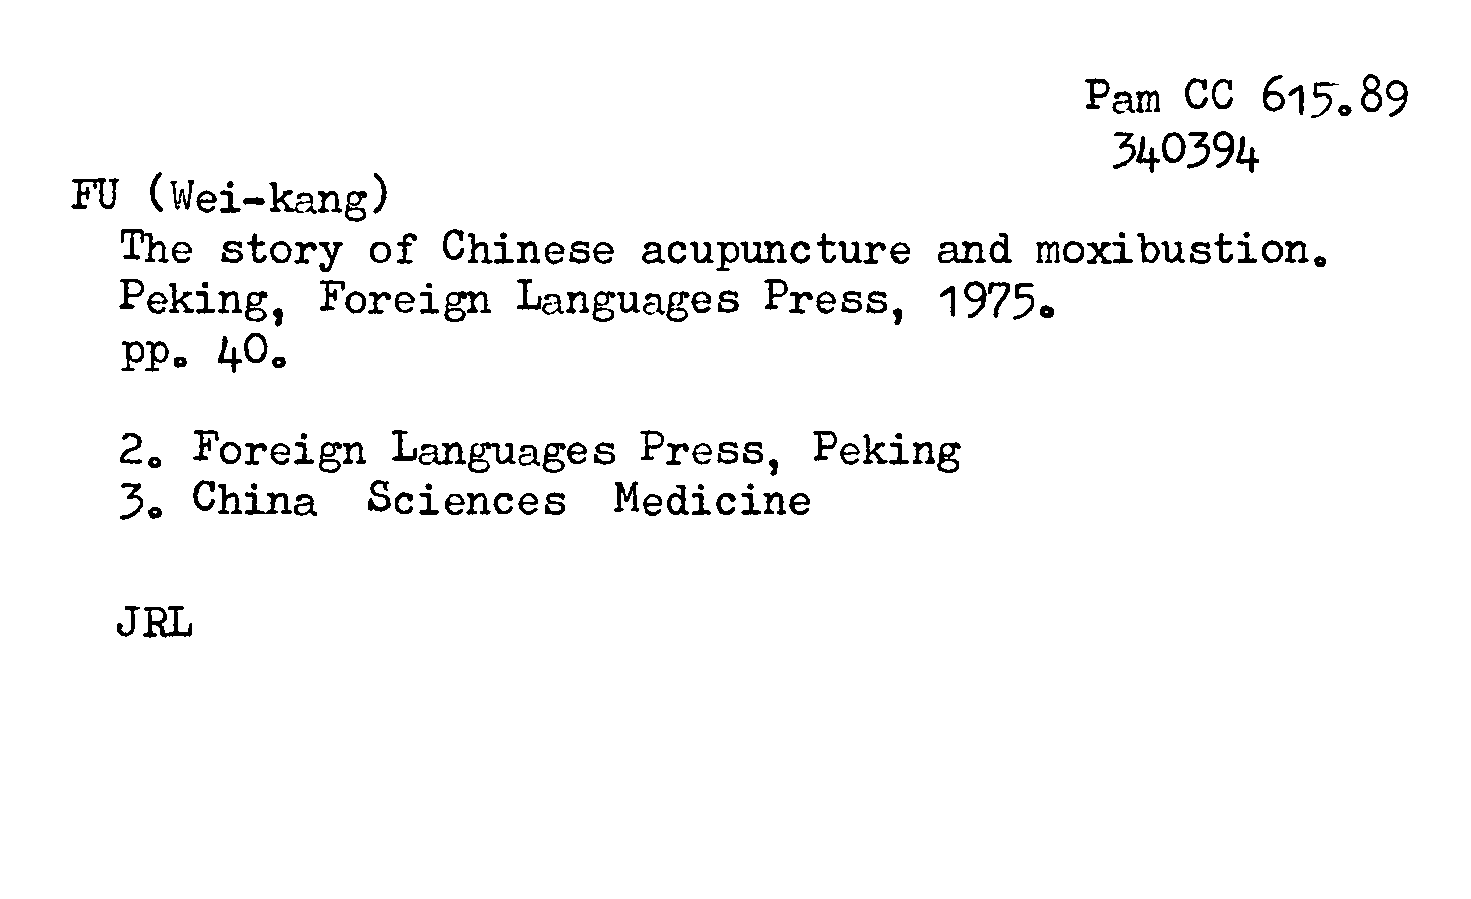 Pam CC 615.89
340394
FU (Wei-kang)
The story of Chinese acupuncture and moxibustion.
Peking, Foreign Languages Press, 1975.
pp. 40.
2. Foreign Languages Press, Peking
3. China Sciences Medicine
JRL